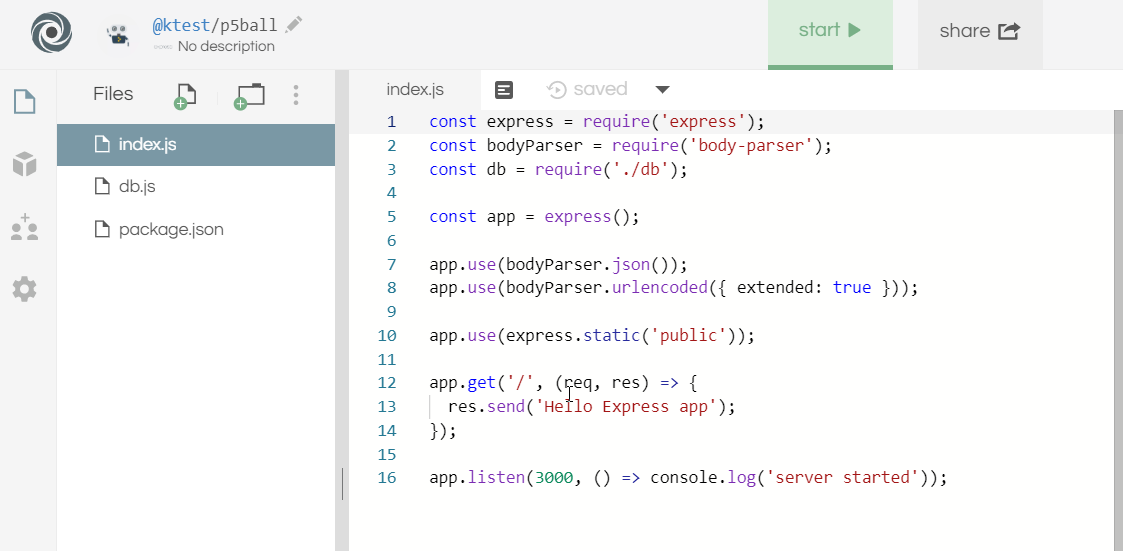 @ktest/p5ball
No description
start
share
Files
index.js
db.js
package.json
index.js
saved
1 const express = require('express');
2 const bodyParser = require('body-parser');
3 const db = require('./db');
4
5 const app = express();
6
7 app.use(bodyParser.json());
8 app.use(bodyParser.urlencoded({ extended: true }));
9
10 app.use(express.static('public'));
11
12 app.get('/', (req, res) => {
13 res.send('Hello Express app');
14 });
15
16 app.listen(3000, () => console.log('server started'));